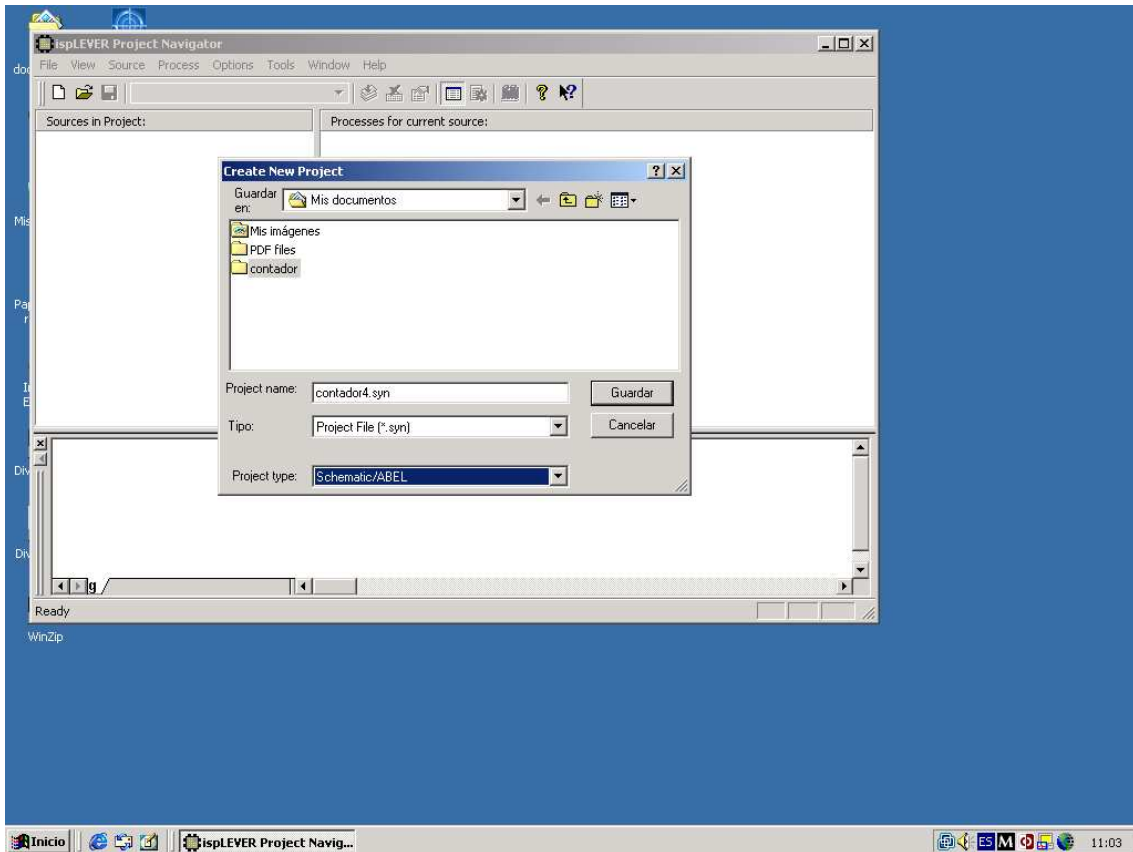 ispLEVER Project Navigator
File View Source Process Options Tools Window Help
Sources in Project:
Processes for current source:
Create New Project
Guardar en:
Mis documentos
Mis imágenes
PDF files
contador
Project name:
contador4.syn
Guardar
Tipo:
Project File (*.syn)
Cancelar
Project type:
Schematic/ABEL
Ready
WinZip
Inicio
ispLEVER Project Navig...
ES
M
11:03